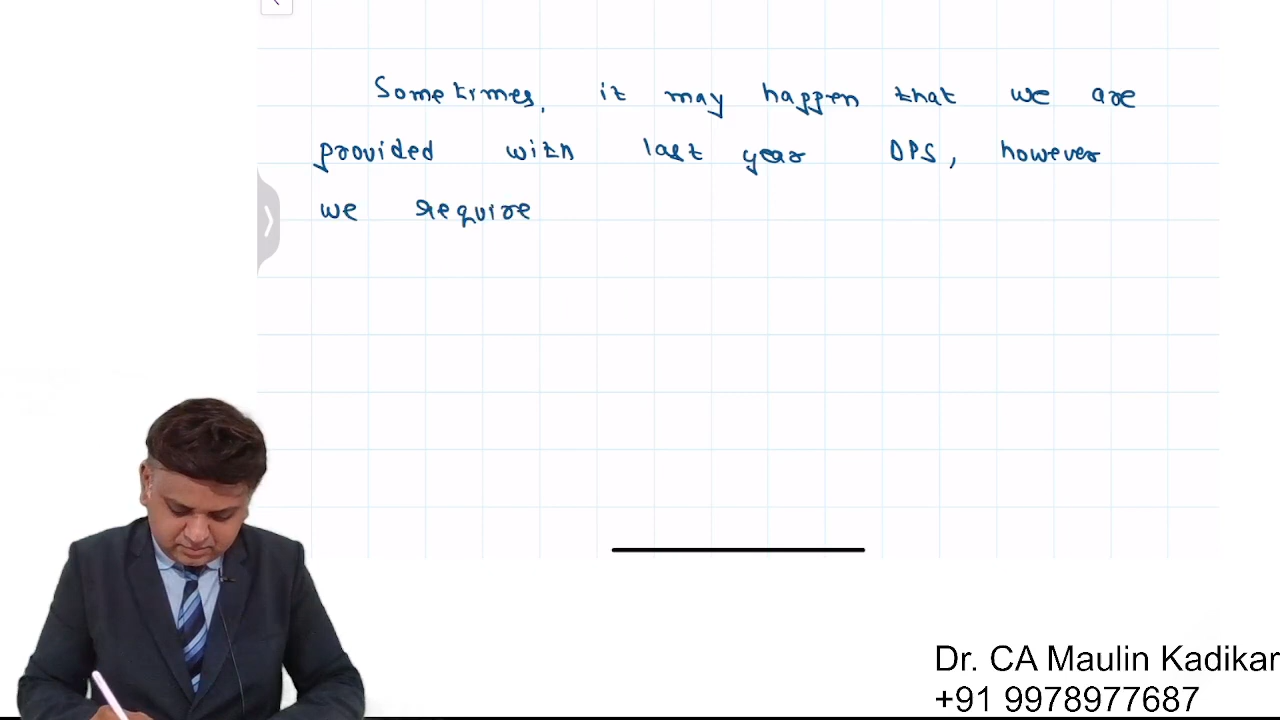 Sometimes, it may happen that we are
provided with last year DPS, however
we require
Dr. CA Maulin Kadikar
+91 9978977687